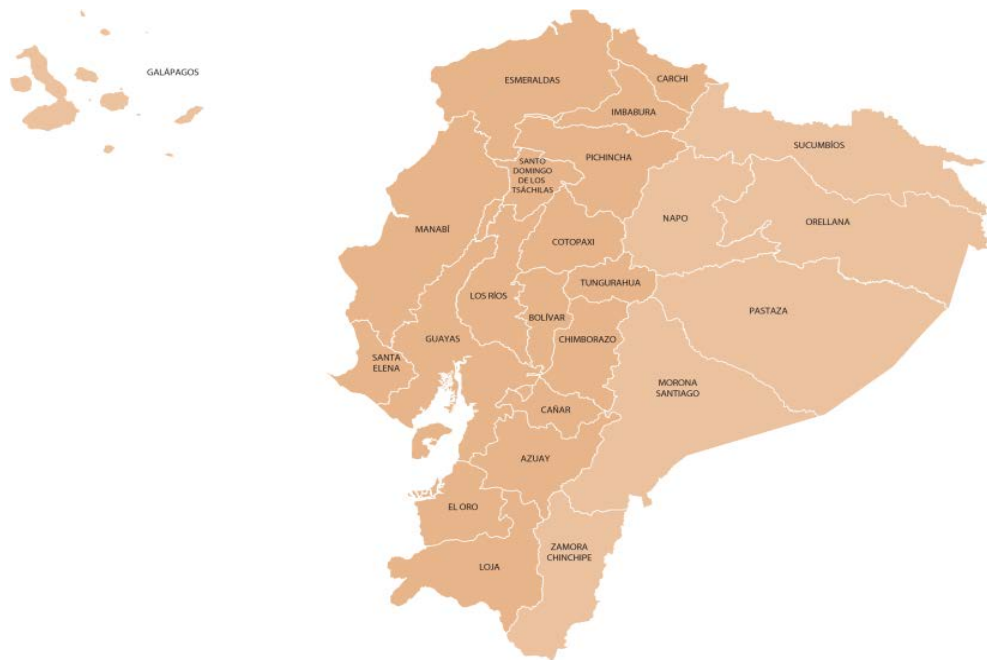 GALÁPAGOS
ESMERALDAS
CARCHI
IMBABURA
SUCUMBÍOS
PICHINCHA
SANTO
DOMINGO
DE LOS
TSÁCHILAS
NAPO
ORELLANA
MANABÍ
COTOPAXI
TUNGURAHUA
LOS RÍOS
PASTAZA
BOLÍVAR
GUAYAS
CHIMBORAZO
SANTA
ELENA
MORONA
SANTIAGO
CAÑAR
AZUAY
EL ORO
ZAMORA
CHINCHIPE
LOJA